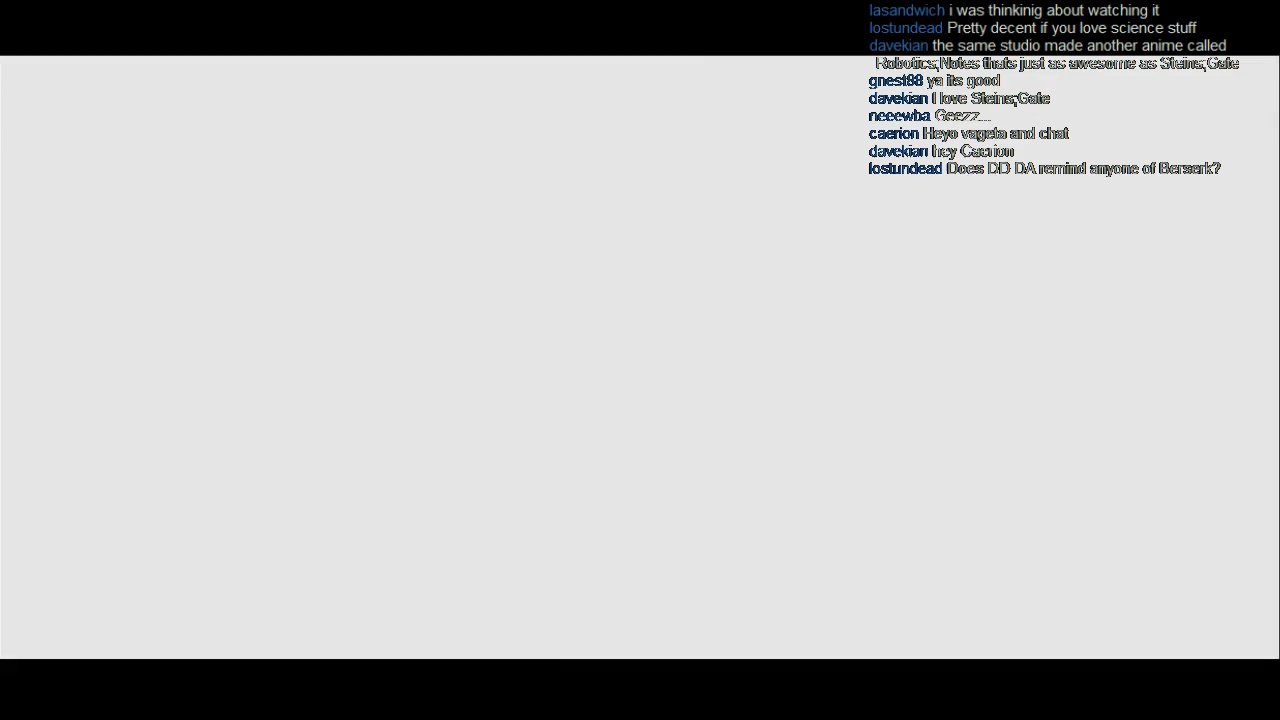 lasandwich i was thinkinig about watching it
lostundead Pretty decent if you love science stuff
davekian the same studio made another anime called
Robotics;Notes thats just as awesome as Steins;Gate
gnest88 ya its good
davekian I love Steins;Gate
neeewba Geezz...
caerion Heyo vageta and chat
davekian hey Caerion
lostundead Does DD DA remind anyone of Berserk?